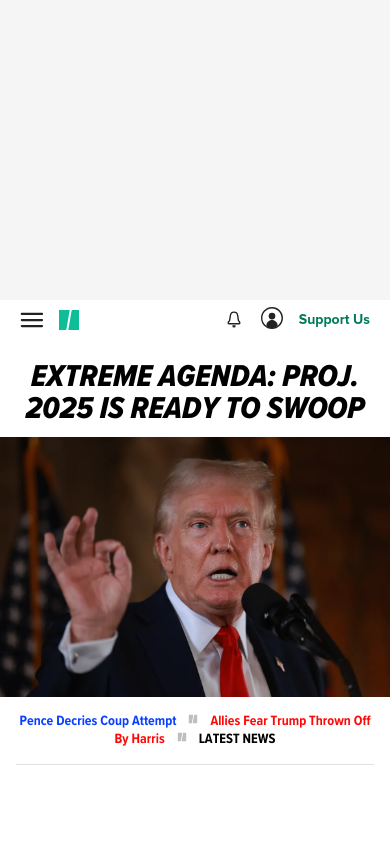 Support Us
EXTREME AGENDA: PROJ.
2025 IS READY TO SWOOP
Pence Decries Coup Attempt Allies Fear Trump Thrown Off
By Harris LATEST NEWS